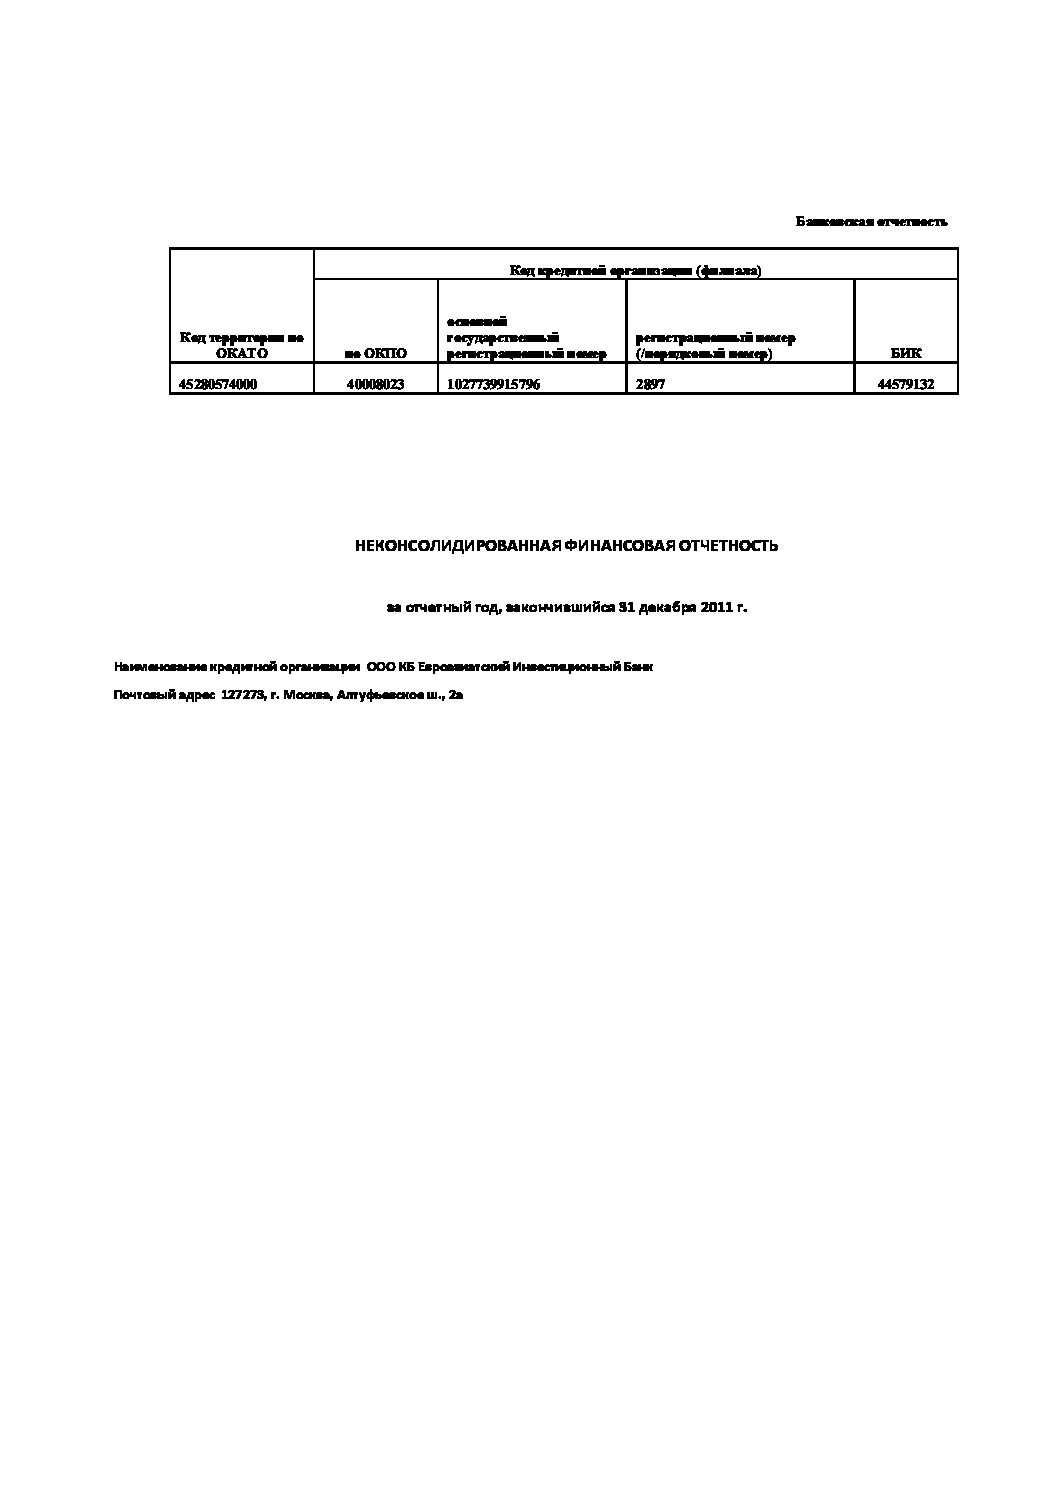 Банковская отчетность
Код кредитной организации (филиала)
Код территории по
ОКАТО
по ОКПО
основной
государственный
регистрационный номер
регистрационный номер
(/порядковый номер)
БИК
45280574000
40008023
1027739915796
2897
44579132
НЕКОНСОЛИДИРОВАННАЯ ФИНАНСОВАЯ ОТЧЕТНОСТЬ
за отчетный год, закончившийся 31 декабря 2011 г.
Наименование кредитной организации ООО КБ Евроазиатский Инвестиционный Банк
Почтовый адрес 127273, г. Москва, Алтуфьевское ш., 2а